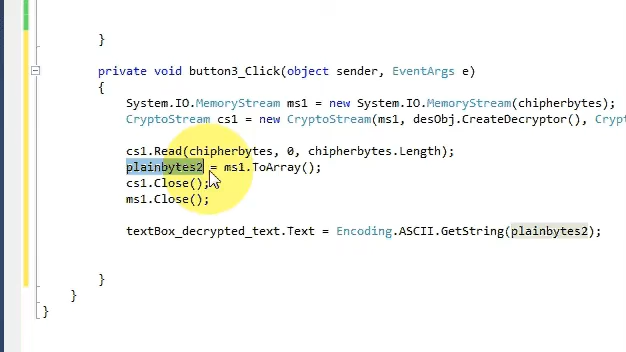 }
private void button3_Click(object sender, EventArgs e)
{
System.IO.MemoryStream ms1 = new System.IO.MemoryStream(chipherbytes);
CryptoStream cs1 = new CryptoStream(ms1, desObj.CreateDecryptor(), Crypt
cs1.Read(chipherbytes, 0, chipherbytes.Length);
plainbytes2 = ms1.ToArray();
cs1.Close();
ms1.Close();
textBox_decrypted_text.Text = Encoding.ASCII.GetString(plainbytes2);
}
}
}